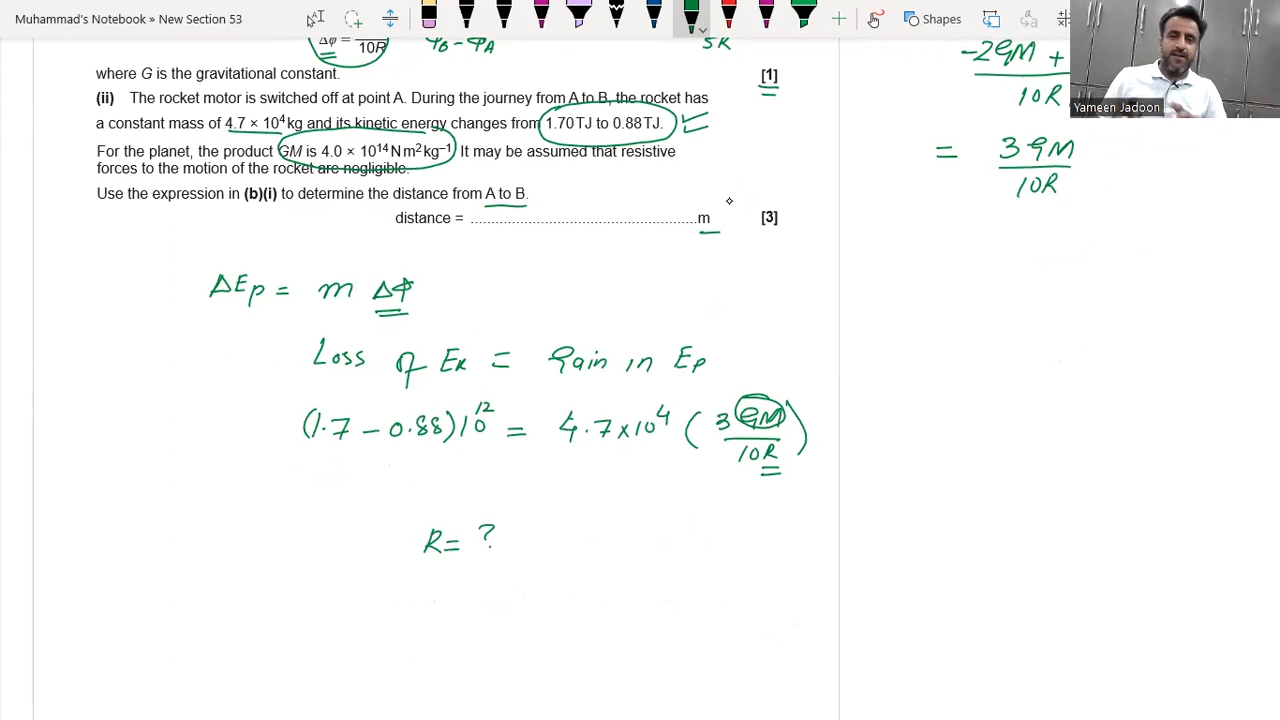 Muhammad's Notebook » New Section 53
Shapes
Δφ = 10R φB – φA 5R
where G is the gravitational constant. [1]
(ii) The rocket motor is switched off at point A. During the journey from A to B, the rocket has
a constant mass of 4.7 × 10⁴ kg and its kinetic energy changes from 1.70 TJ to 0.88 TJ.
For the planet, the product GM is 4.0 × 10¹⁴ N m² kg⁻¹. It may be assumed that resistive
forces to the motion of the rocket are negligible.
Use the expression in (b)(i) to determine the distance from A to B.
distance = ........................................................m [3]
ΔEp = m Δφ
Loss of Ek = Gain in Ep
(1.7 – 0.88)10¹² = 4.7×10⁴ (3GM/10R)
R = ?
-2GM +
10R
= 3GM
10R
Yameen Jadoon